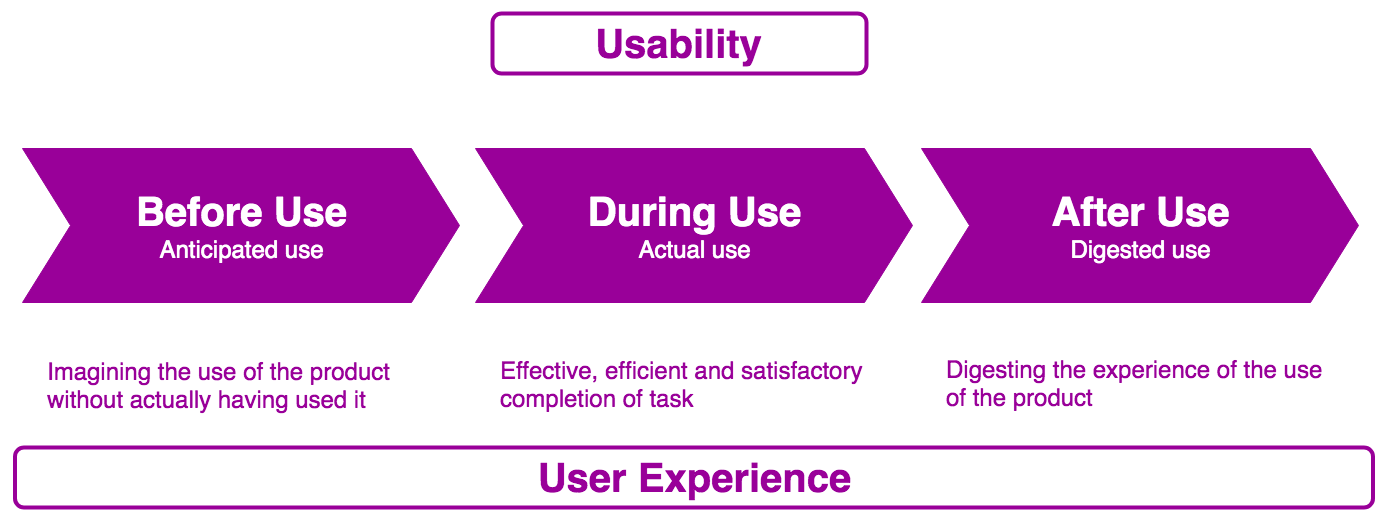 Usability
Before Use
Anticipated use
During Use
Actual use
After Use
Digested use
Imagining the use of the product
without actually having used it
Effective, efficient and satisfactory
completion of task
Digesting the experience of the use
of the product
User Experience